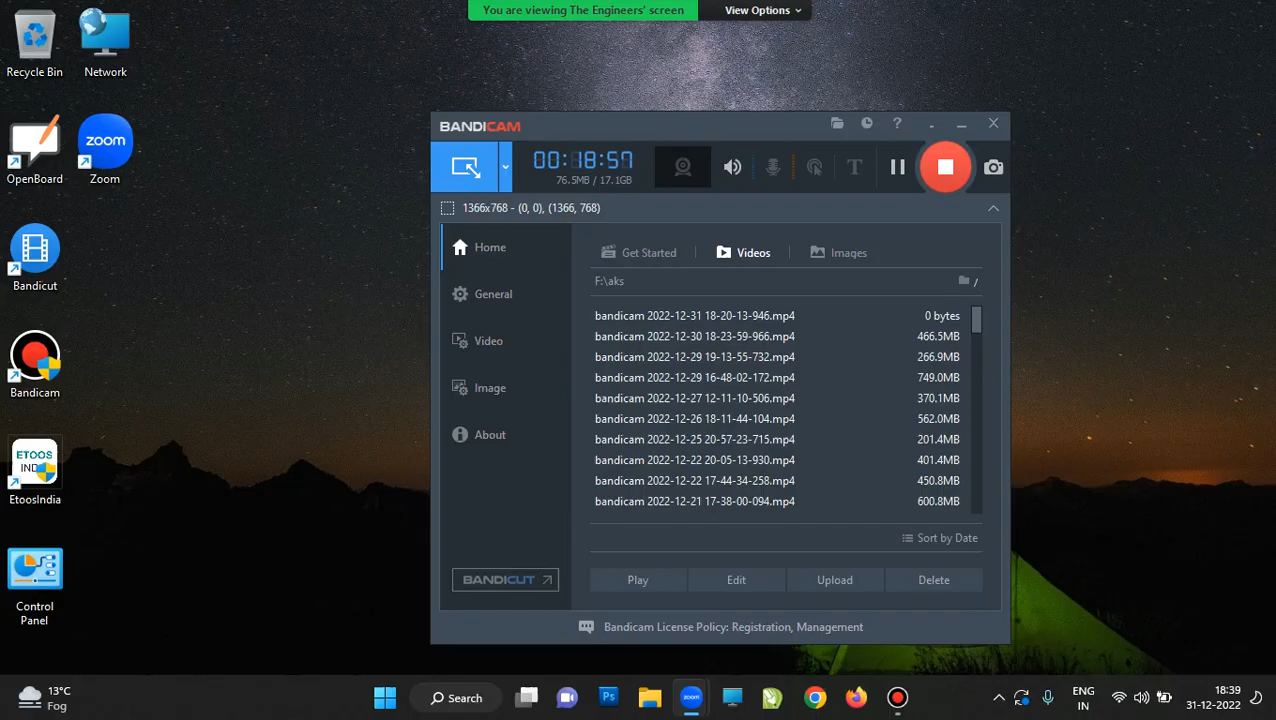 You are viewing The Engineers' screen
View Options
Recycle Bin
Network
OpenBoard
zoom
Zoom
Bandicut
Bandicam
ETOOS
INDIA
EtoosIndia
Control
Panel
BANDICAM
?
00:18:57
76.5MB / 17.1GB
T
1366x768 - (0, 0), (1366, 768)
Home
General
Video
Image
About
BANDICUT
Get Started
Videos
Images
F:\aks
/
bandicam 2022-12-31 18-20-13-946.mp4 0 bytes
bandicam 2022-12-30 18-23-59-966.mp4 466.5MB
bandicam 2022-12-29 19-13-55-732.mp4 266.9MB
bandicam 2022-12-29 16-48-02-172.mp4 749.0MB
bandicam 2022-12-27 12-11-10-506.mp4 370.1MB
bandicam 2022-12-26 18-11-44-104.mp4 562.0MB
bandicam 2022-12-25 20-57-23-715.mp4 201.4MB
bandicam 2022-12-22 20-05-13-930.mp4 401.4MB
bandicam 2022-12-22 17-44-34-258.mp4 450.8MB
bandicam 2022-12-21 17-38-00-094.mp4 600.8MB
Sort by Date
Play Edit Upload Delete
Bandicam License Policy: Registration, Management
13°C
Fog
Search
Ps
zoom
ENG
IN
18:39
31-12-2022